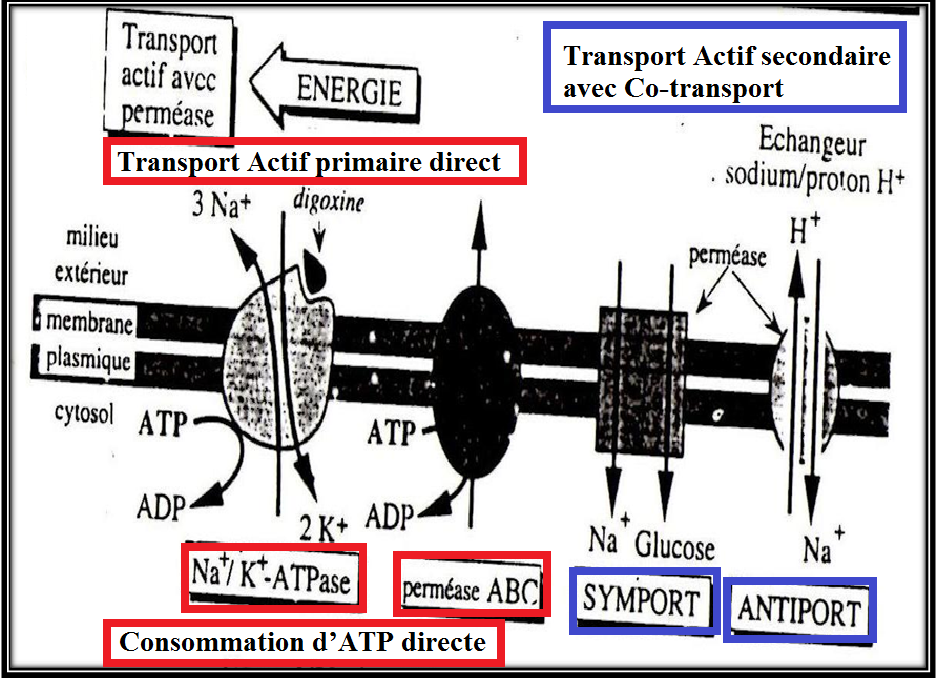 Transport
actif avec
perméase
ENERGIE
Transport Actif secondaire
avec Co-transport
Transport Actif primaire direct
Echangeur
sodium/proton H+
3 Na+
digoxine
H+
perméase
milieu
extérieur
membrane
plasmique
cytosol
ATP
ADP
2 K+
ATP
ADP
Na+ Glucose
Na+
Na+/ K+-ATPase
perméase ABC
SYMPORT
ANTIPORT
Consommation d’ATP directe